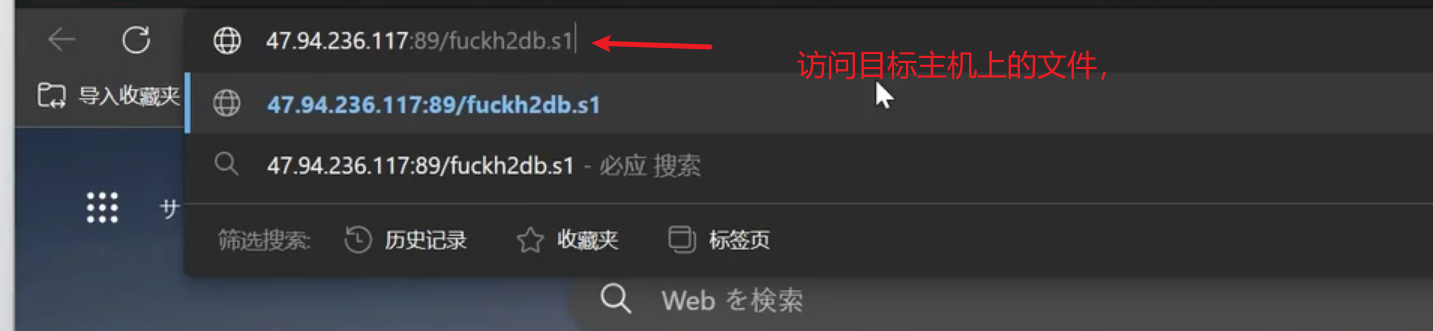 47.94.236.117:89/fuckh2db.s1
访问目标主机上的文件，
导入收藏夹
47.94.236.117:89/fuckh2db.s1
47.94.236.117:89/fuckh2db.s1 - 必应 搜索
サ
筛选搜索: 历史记录 收藏夹 标签页
Web を検索